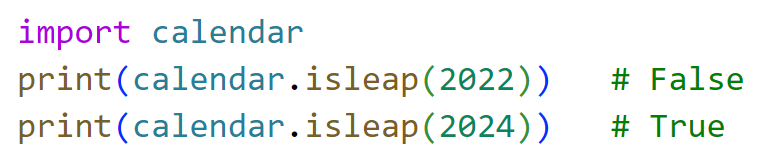 import calendar
print(calendar.isleap(2022))   # False
print(calendar.isleap(2024))   # True